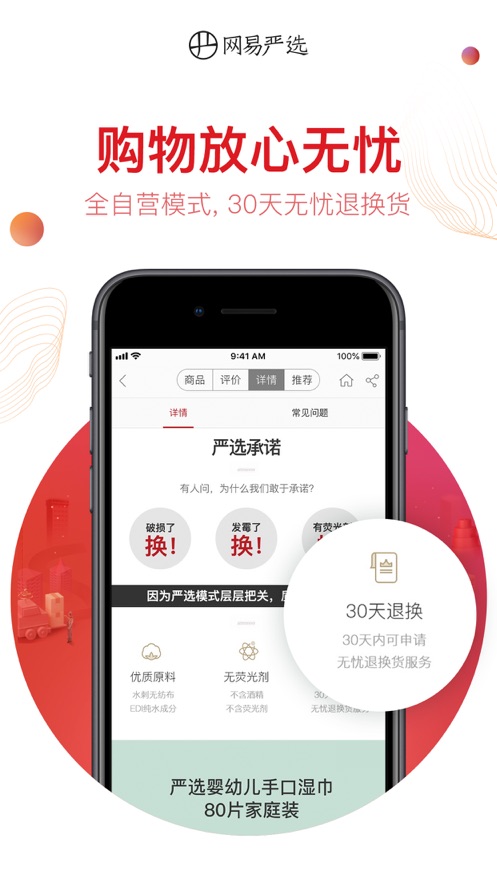 网易严选
购物放心无忧
全自营模式, 30天无忧退换货
9:41 AM
100%
商品 评价 详情 推荐
详情 常见问题
严选承诺
有人问，为什么我们敢于承诺?
破损了 发霉了 有荧光剂
换! 换!
因为严选模式层层把关，
30天退换
30天内可申请
无忧退换货服务
优质原料 无荧光剂
水刺无纺布 不含酒精 30天
EDI纯水成分 不含荧光剂 无忧退换货服务
严选婴幼儿手口湿巾
80片家庭装